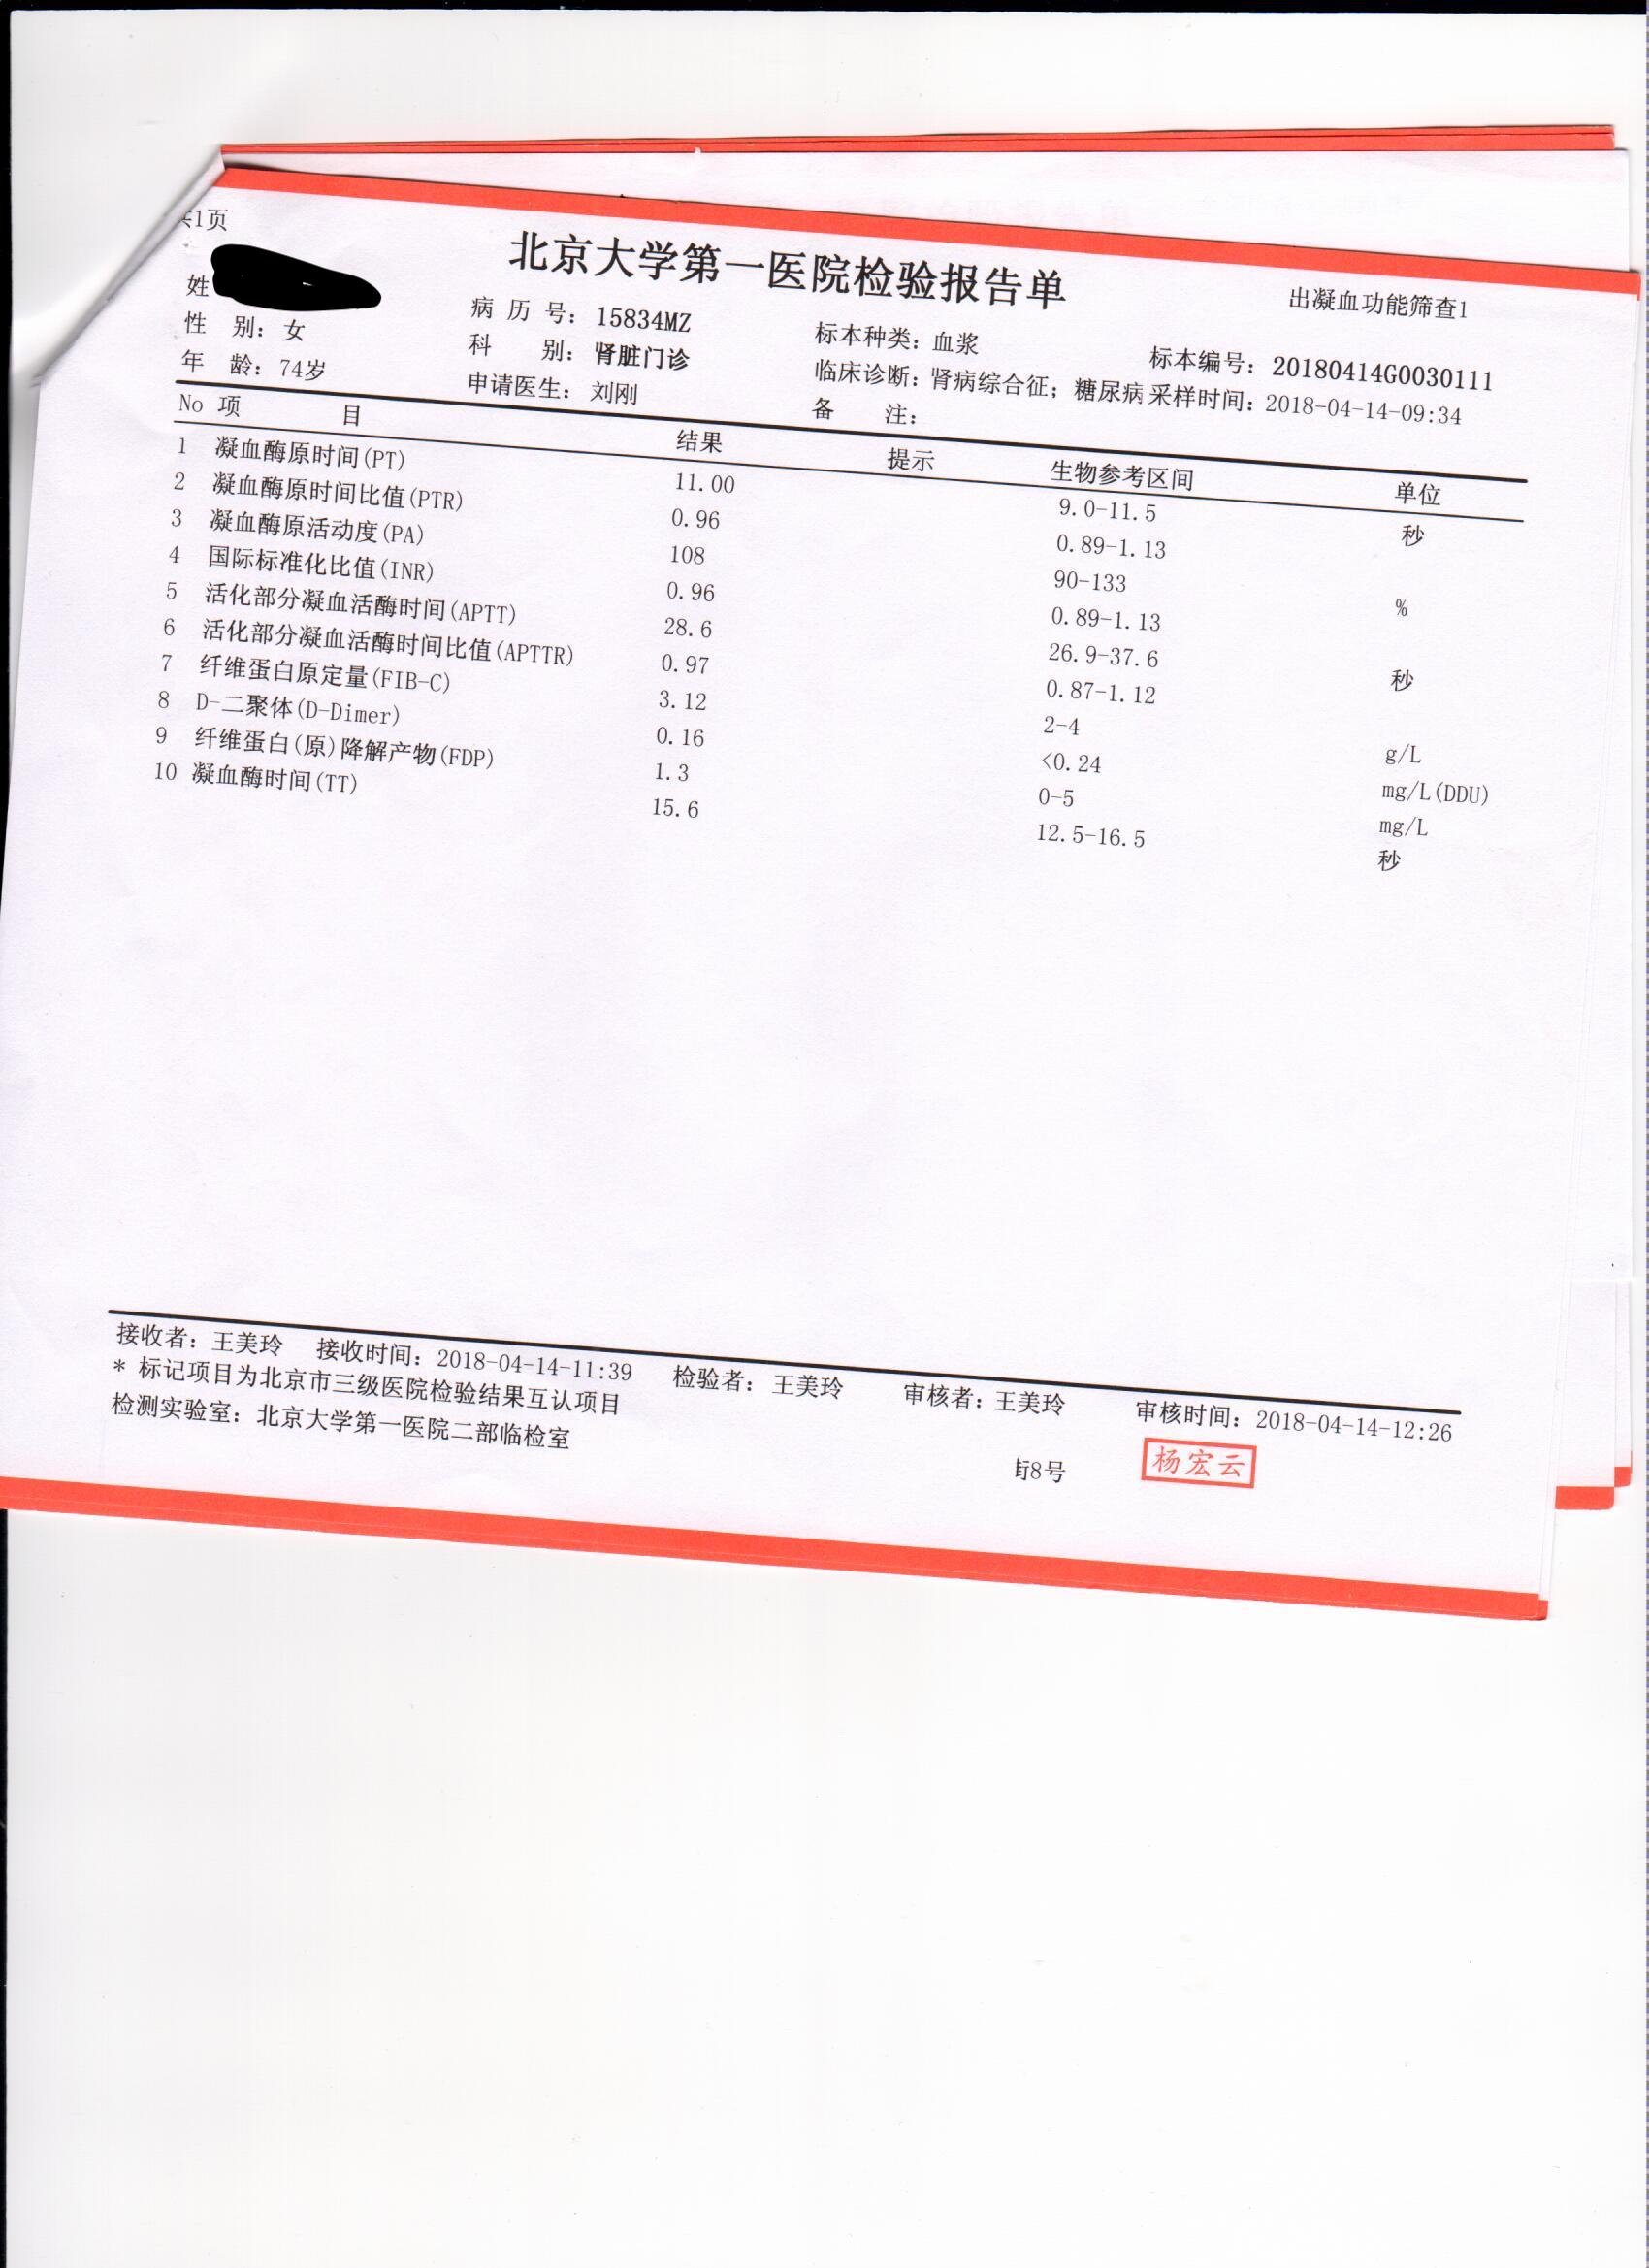 共1页
北京大学第一医院检验报告单
出凝血功能筛查1
姓
病 历 号：15834MZ
标本种类：血浆
标本编号：20180414G0030111
性 别：女
科 别：肾脏门诊
临床诊断：肾病综合征；糖尿病
采样时间：2018-04-14-09:34
年 龄：74岁
申请医生：刘刚
备 注：
No 项 目 结果 提示 生物参考区间 单位
1 凝血酶原时间(PT) 11.00 9.0-11.5 秒
2 凝血酶原时间比值(PTR) 0.96 0.89-1.13
3 凝血酶原活动度(PA) 108 90-133 %
4 国际标准化比值(INR) 0.96 0.89-1.13
5 活化部分凝血活酶时间(APTT) 28.6 26.9-37.6 秒
6 活化部分凝血活酶时间比值(APTTR) 0.97 0.87-1.12
7 纤维蛋白原定量(FIB-C) 3.12 2-4 g/L
8 D-二聚体(D-Dimer) 0.16 <0.24 mg/L(DDU)
9 纤维蛋白(原)降解产物(FDP) 1.3 0-5 mg/L
10 凝血酶时间(TT) 15.6 12.5-16.5 秒
接收者：王美玲 接收时间：2018-04-14-11:39 检验者：王美玲 审核者：王美玲 审核时间：2018-04-14-12:26
* 标记项目为北京市三级医院检验结果互认项目
检测实验室：北京大学第一医院二部临检室
8号
杨宏云